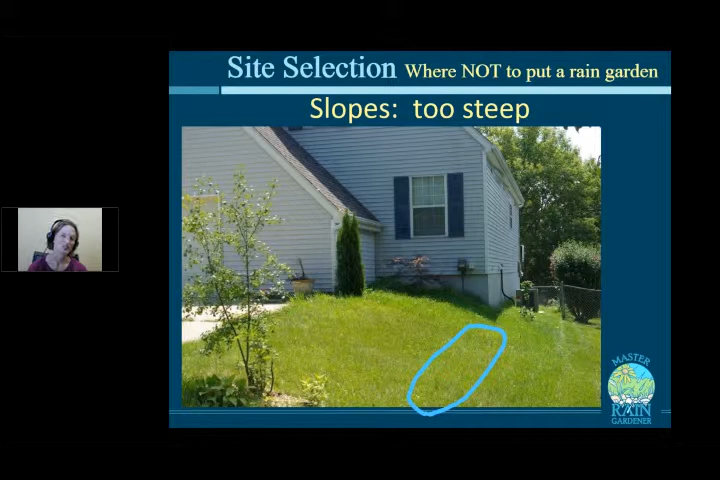 Site Selection Where NOT to put a rain garden
Slopes: too steep
MASTER
RAIN
GARDENER